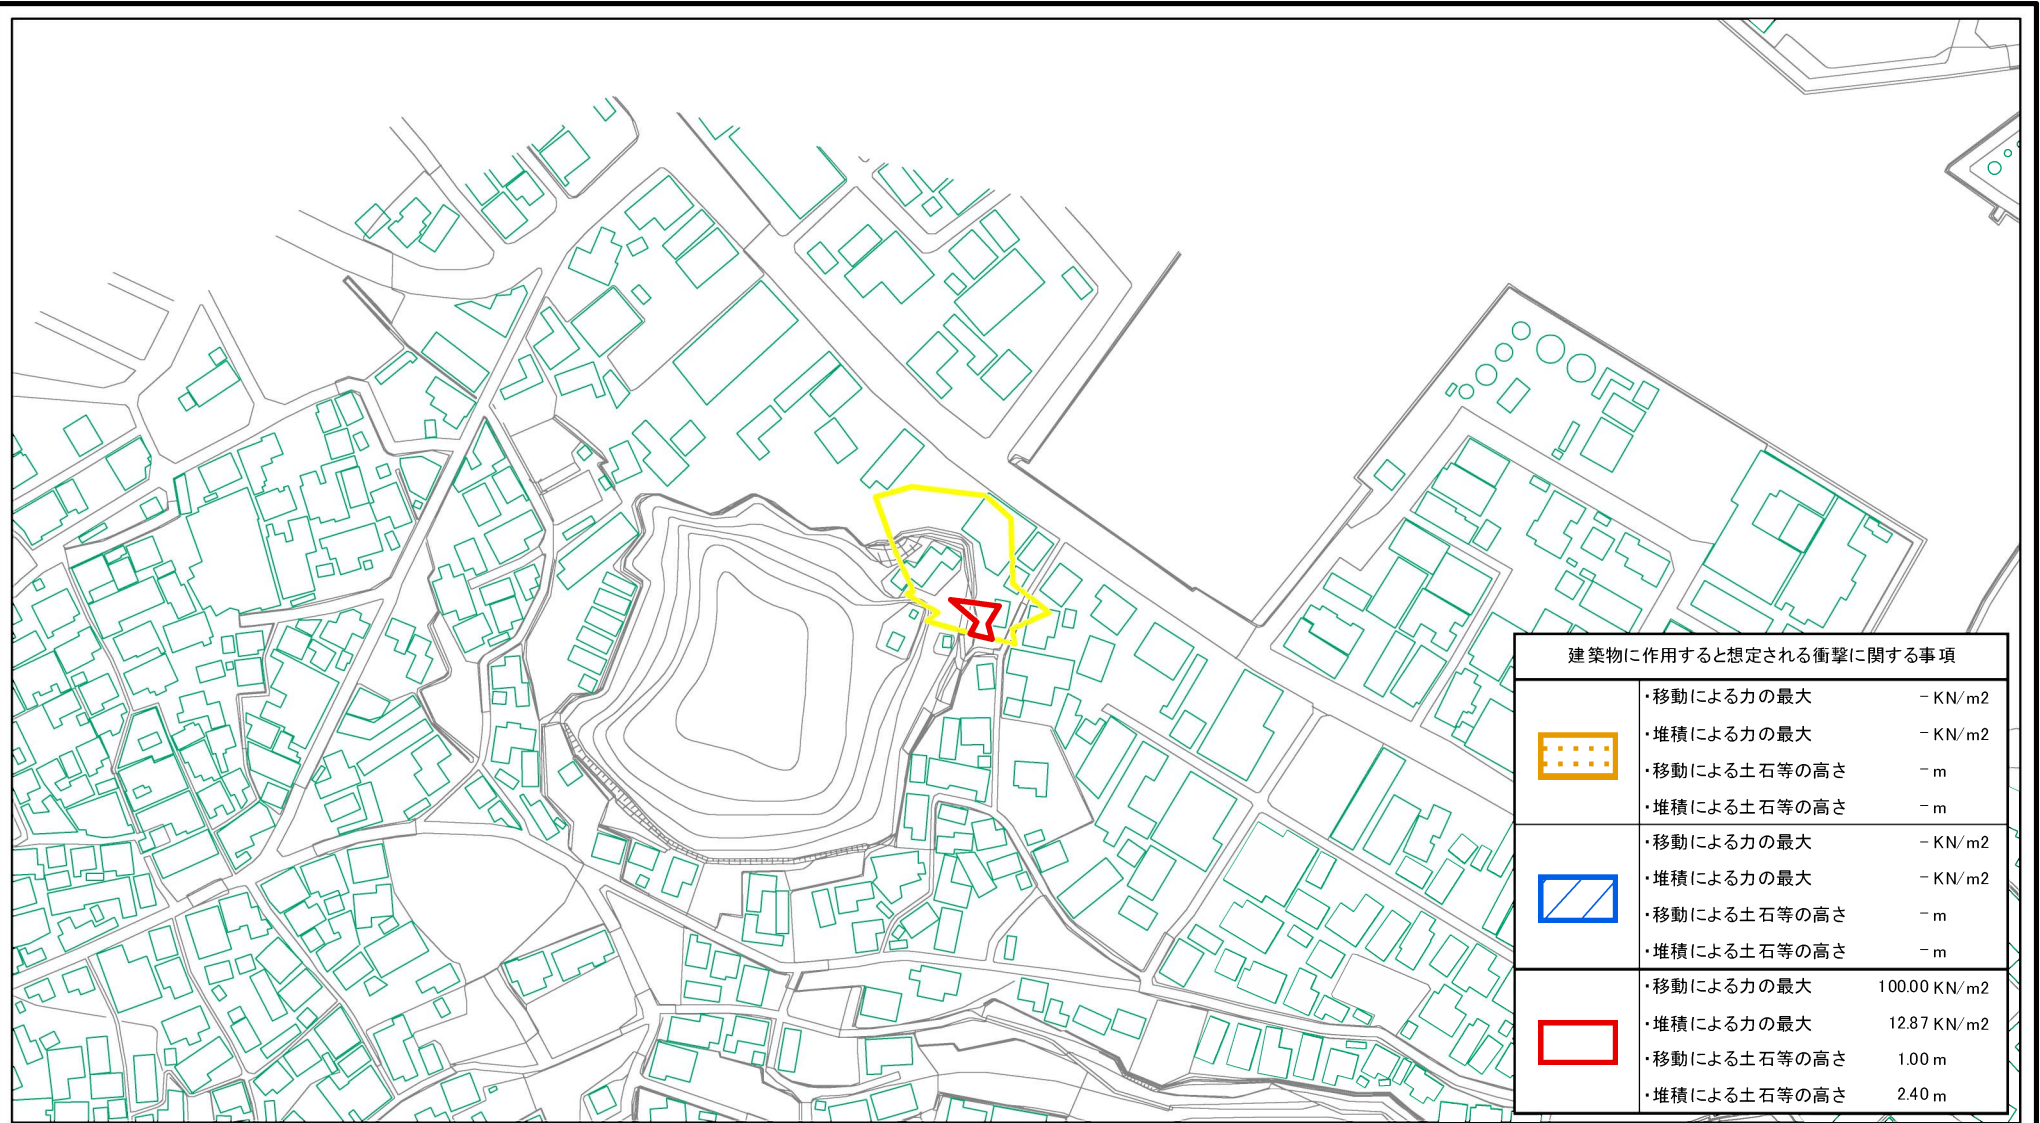 建築物に作用すると想定される衝撃に関する事項
・移動による力の最大 - KN/m2
・堆積による力の最大 - KN/m2
・移動による土石等の高さ - m
・堆積による土石等の高さ - m
・移動による力の最大 - KN/m2
・堆積による力の最大 - KN/m2
・移動による土石等の高さ - m
・堆積による土石等の高さ - m
・移動による力の最大 100.00 KN/m2
・堆積による力の最大 12.87 KN/m2
・移動による土石等の高さ 1.00 m
・堆積による土石等の高さ 2.40 m